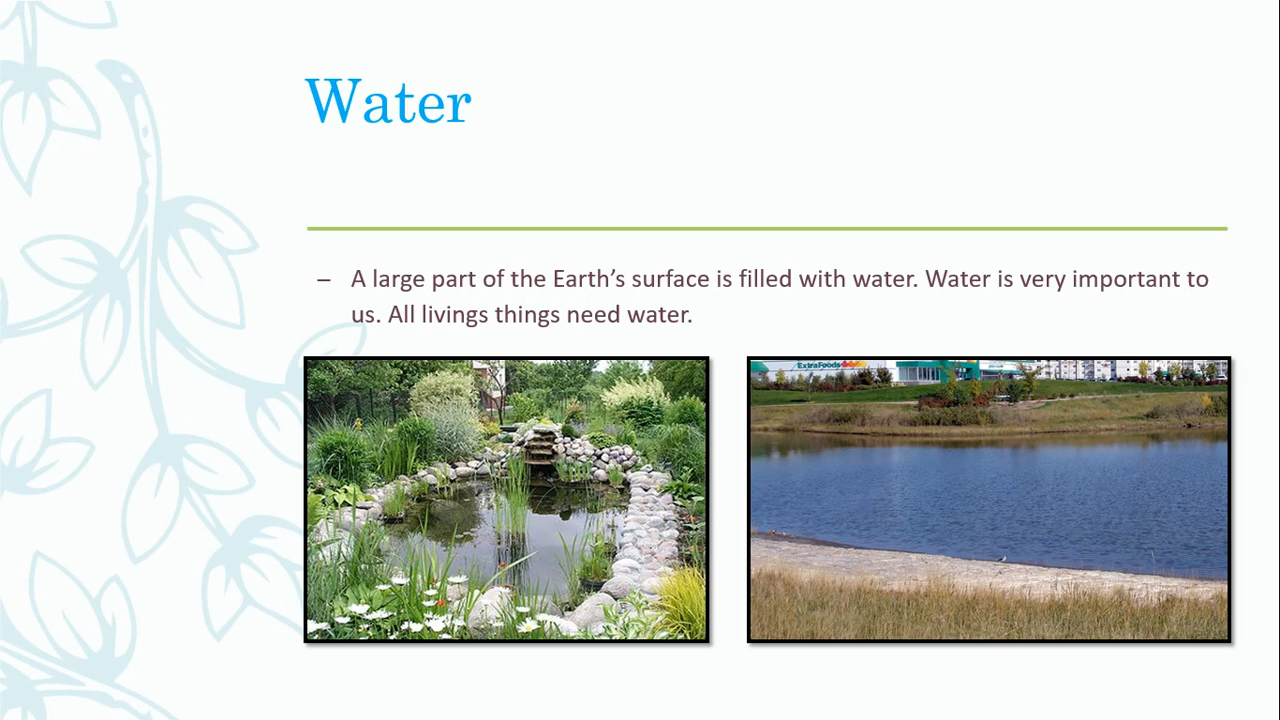 Water
– A large part of the Earth’s surface is filled with water. Water is very important to
us. All livings things need water.
ExtraFoods